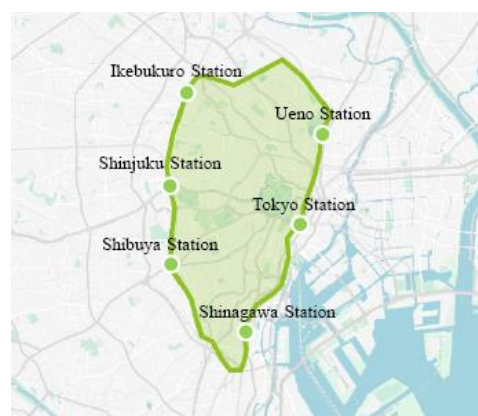 Ikebukuro Station
Ueno Station
Shinjuku Station
Tokyo Station
Shibuya Station
Shinagawa Station